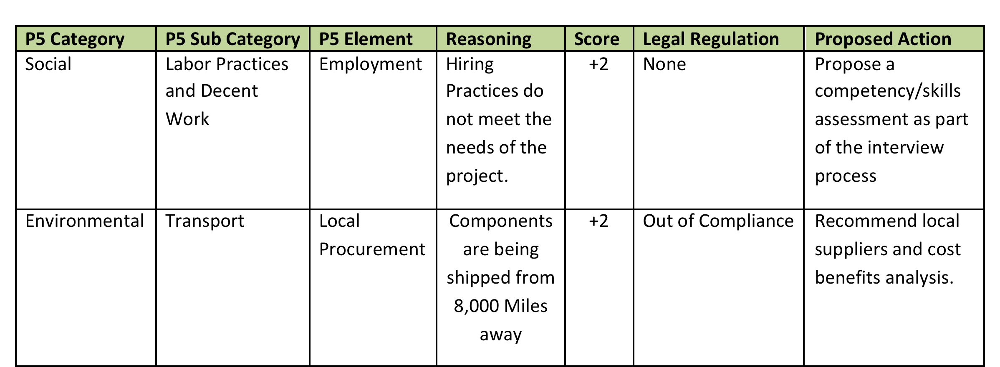 P5 Category P5 Sub Category P5 Element Reasoning Score Legal Regulation Proposed Action
Social
Labor Practices
and Decent
Work
Employment
Hiring
Practices do
not meet the
needs of the
project.
+2
None
Propose a
competency/skills
assessment as part
of the interview
process
Environmental
Transport
Local
Procurement
Components
are being
shipped from
8,000 Miles
away
+2
Out of Compliance
Recommend local
suppliers and cost
benefits analysis.